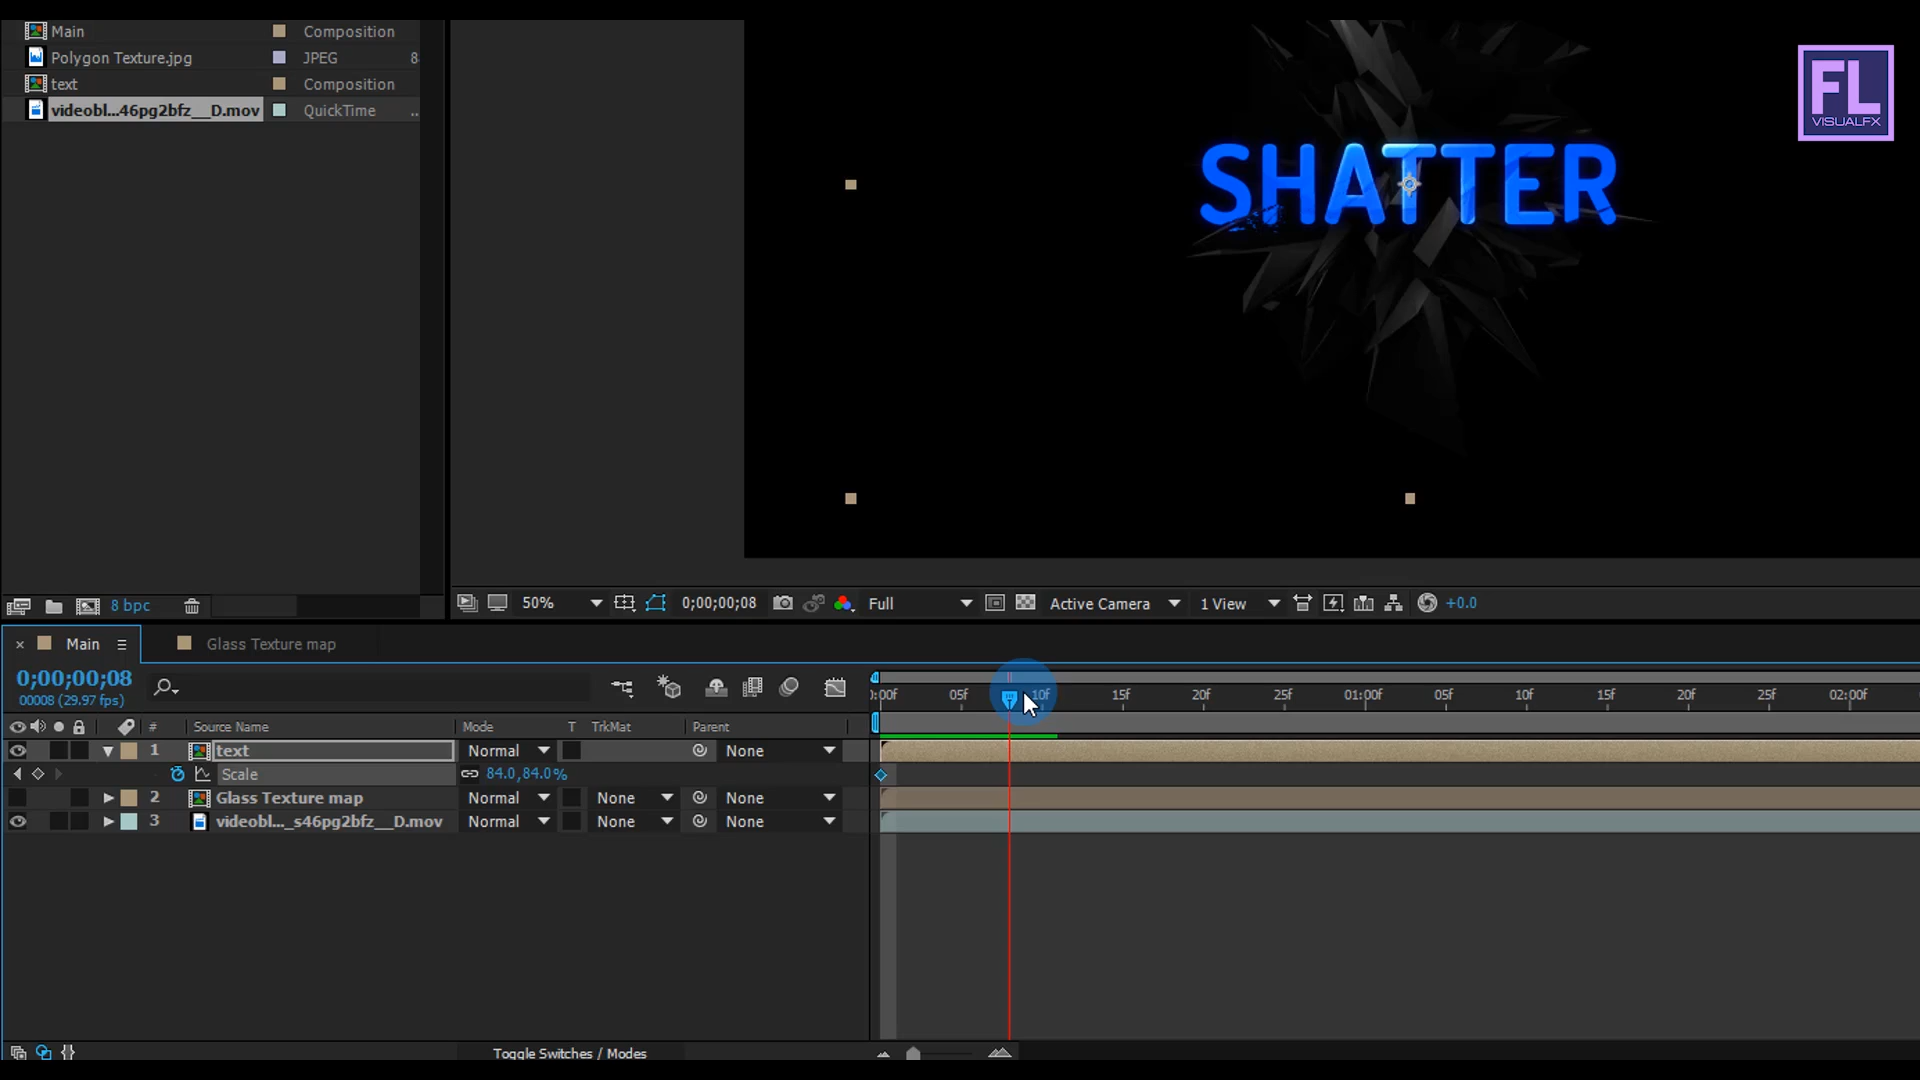 Main Composition
Polygon Texture.jpg JPEG 8
text Composition
videobl...46pg2bfz__D.mov QuickTime ..
FL
VISUALFX
SHATTER
8 bpc
50% 0;00;00;08 Full Active Camera 1 View +0.0
× Main Glass Texture map
0;00;00;08
00008 (29.97 fps)
):00f 05f 10f 15f 20f 25f 01:00f 05f 10f 15f 20f 25f 02:00f
# Source Name Mode T TrkMat Parent
1 text Normal None
Scale 84.0,84.0%
2 Glass Texture map Normal None None
3 videobl..._s46pg2bfz__D.mov Normal None None
Toggle Switches / Modes